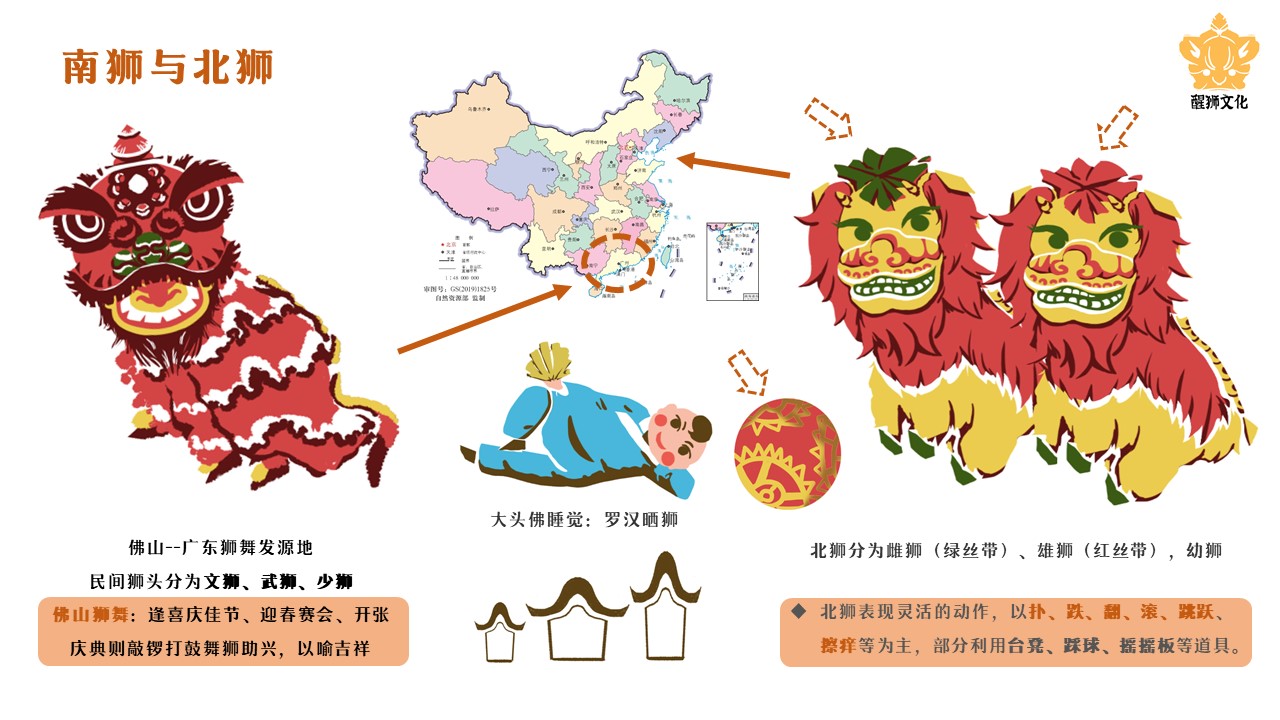 南狮与北狮
醒狮文化
审图号：GS(2019)1825号
自然资源部 监制
大头佛睡觉：罗汉晒狮
佛山--广东狮舞发源地
民间狮头分为文狮、武狮、少狮
佛山狮舞：逢喜庆佳节、迎春赛会、开张
庆典则敲锣打鼓舞狮助兴，以喻吉祥
北狮分为雌狮（绿丝带）、雄狮（红丝带），幼狮
◆ 北狮表现灵活的动作，以扑、跌、翻、滚、跳跃、
擦痒等为主，部分利用台凳、踩球、摇摇板等道具。